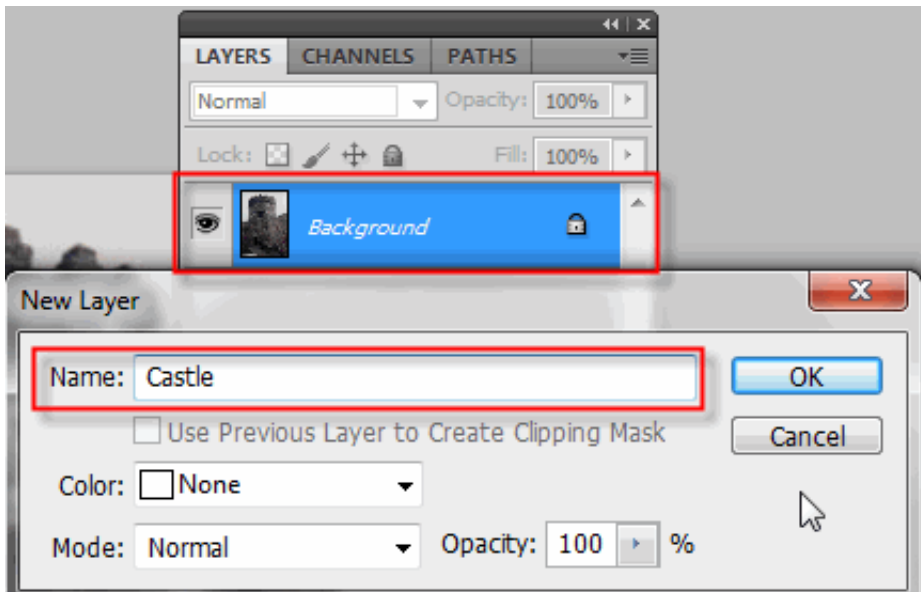 LAYERS CHANNELS PATHS
Normal Opacity: 100%
Lock: Fill: 100%
Background
New Layer
Name: Castle OK
Use Previous Layer to Create Clipping Mask Cancel
Color: None
Mode: Normal Opacity: 100 %